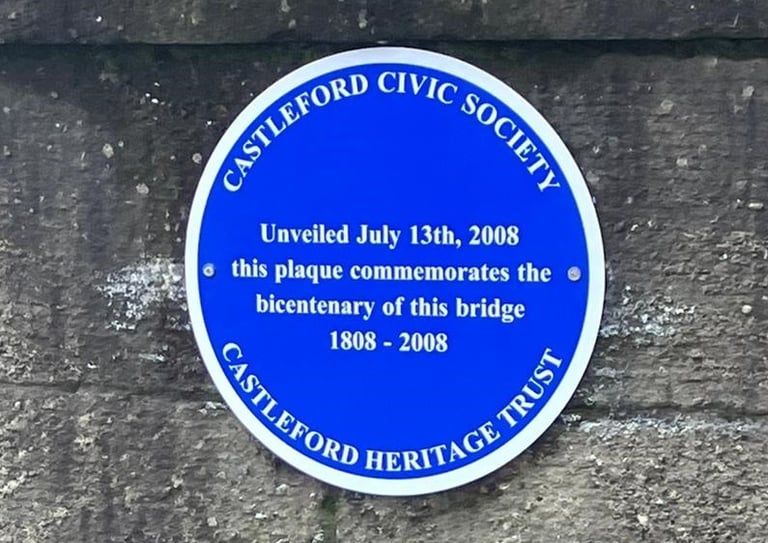 CASTLEFORD CIVIC SOCIETY
Unveiled July 13th, 2008
this plaque commemorates the
bicentenary of this bridge
1808 - 2008
CASTLEFORD HERITAGE TRUST